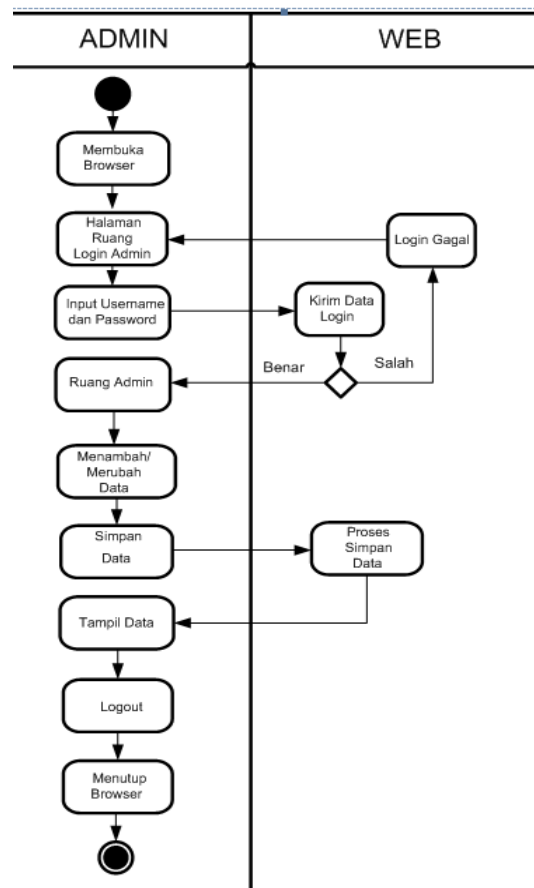 ADMIN
WEB
Membuka
Browser
Halaman
Ruang
Login Admin
Login Gagal
Input Username
dan Password
Kirim Data
Login
Benar
Salah
Ruang Admin
Menambah/
Merubah
Data
Simpan
Data
Proses
Simpan
Data
Tampil Data
Logout
Menutup
Browser